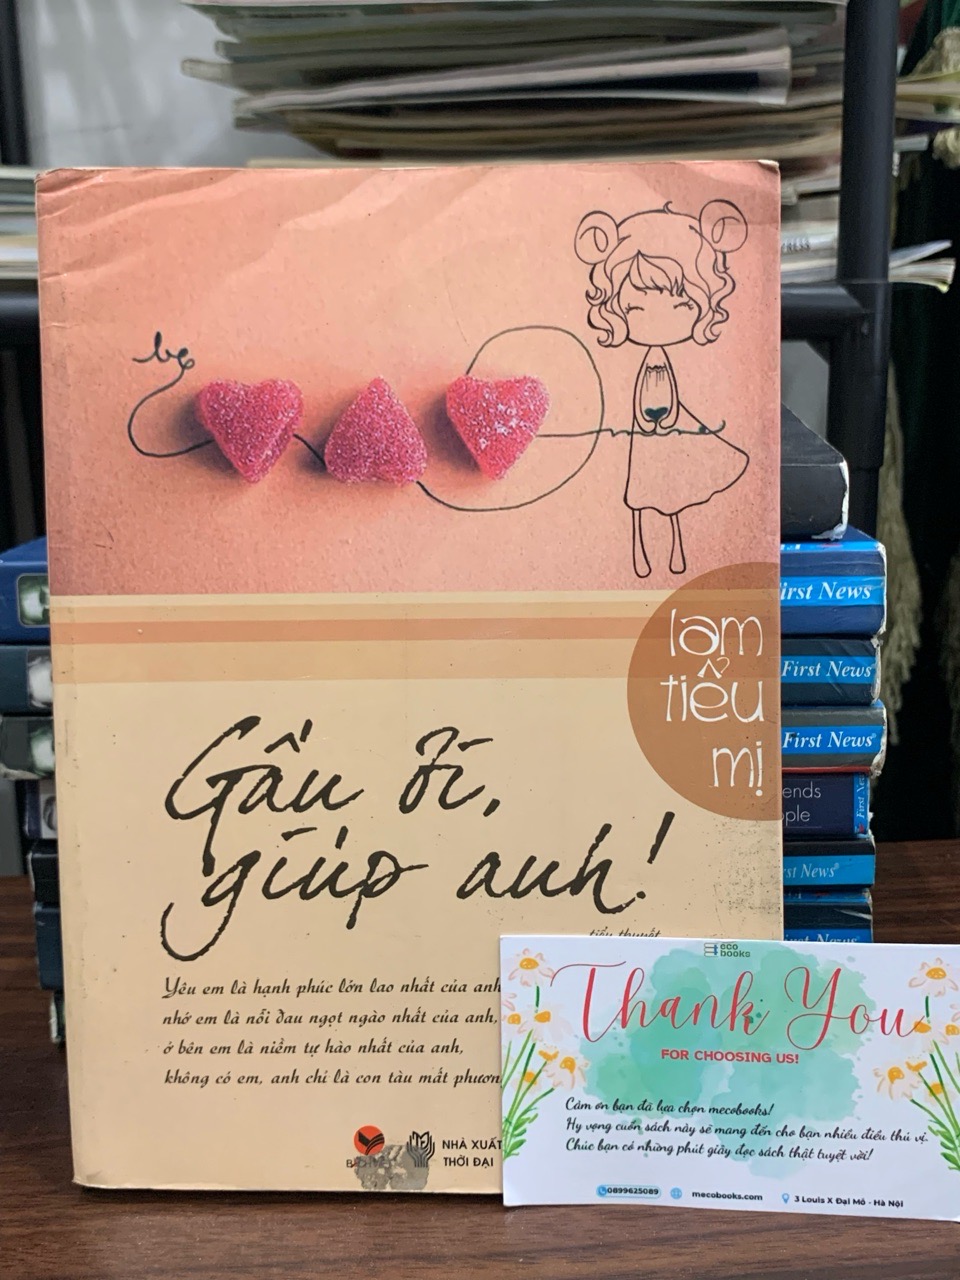 be
lam
tiểu
mị
Gấu ơi,
giúp anh!
tiểu thuyết
Yêu em là hạnh phúc lớn lao nhất của anh
nhớ em là nỗi đau ngọt ngào nhất của anh,
ở bên em là niềm tự hào nhất của anh,
không có em, anh chỉ là con tàu mất phương
BÁCH VIỆT
NHÀ XUẤT
THỜI ĐẠI
First News
First News
First News
First News
eco
books
Thank You
FOR CHOOSING US!
Cảm ơn bạn đã lựa chọn mecobooks!
Hy vọng cuốn sách này sẽ mang đến cho bạn nhiều điều thú vị.
Chúc bạn có những phút giây đọc sách thật tuyệt vời!
0899625089
mecobooks.com
3 Louis X Đại Mỗ - Hà Nội